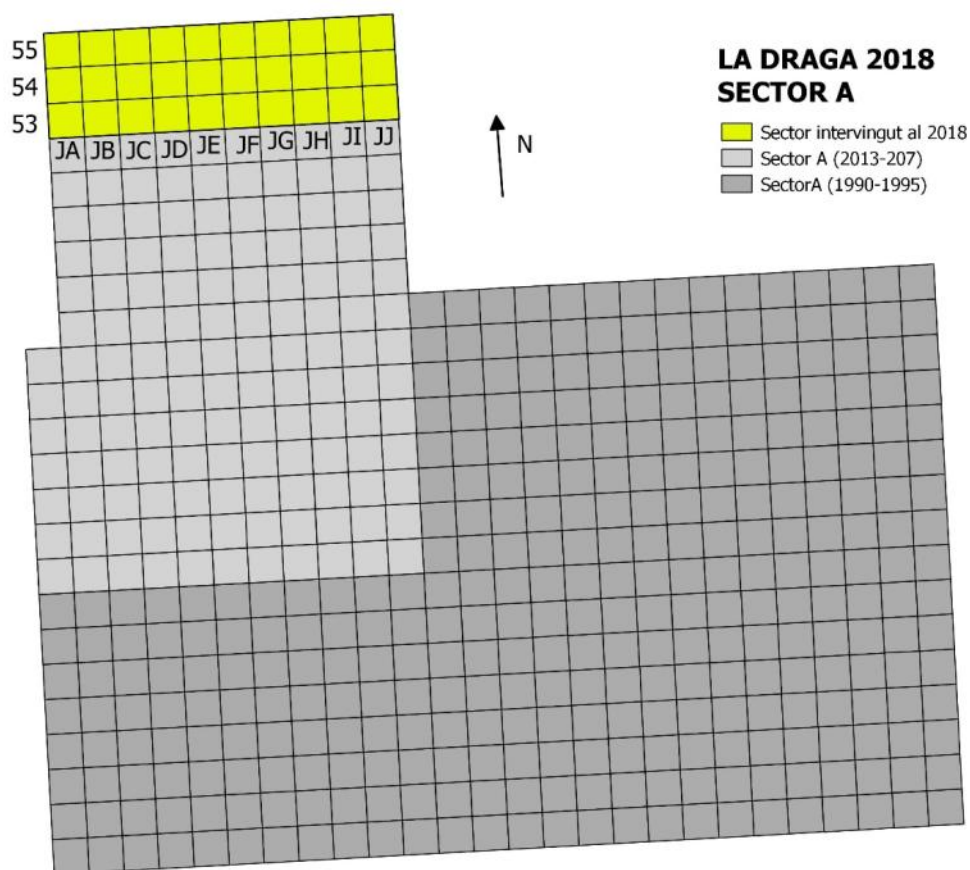 55
54
53
JA JB JC JD JE JF JG JH JI JJ
N
LA DRAGA 2018
SECTOR A
Sector intervingut al 2018
Sector A (2013-207)
SectorA (1990-1995)